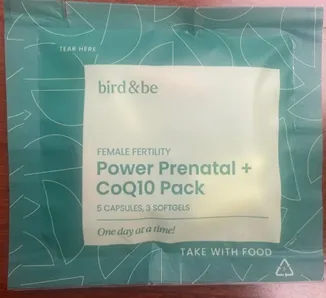 TEAR HERE
bird&be
FEMALE FERTILITY
Power Prenatal +
CoQ10 Pack
5 CAPSULES, 3 SOFTGELS
One day at a time!
TAKE WITH FOOD